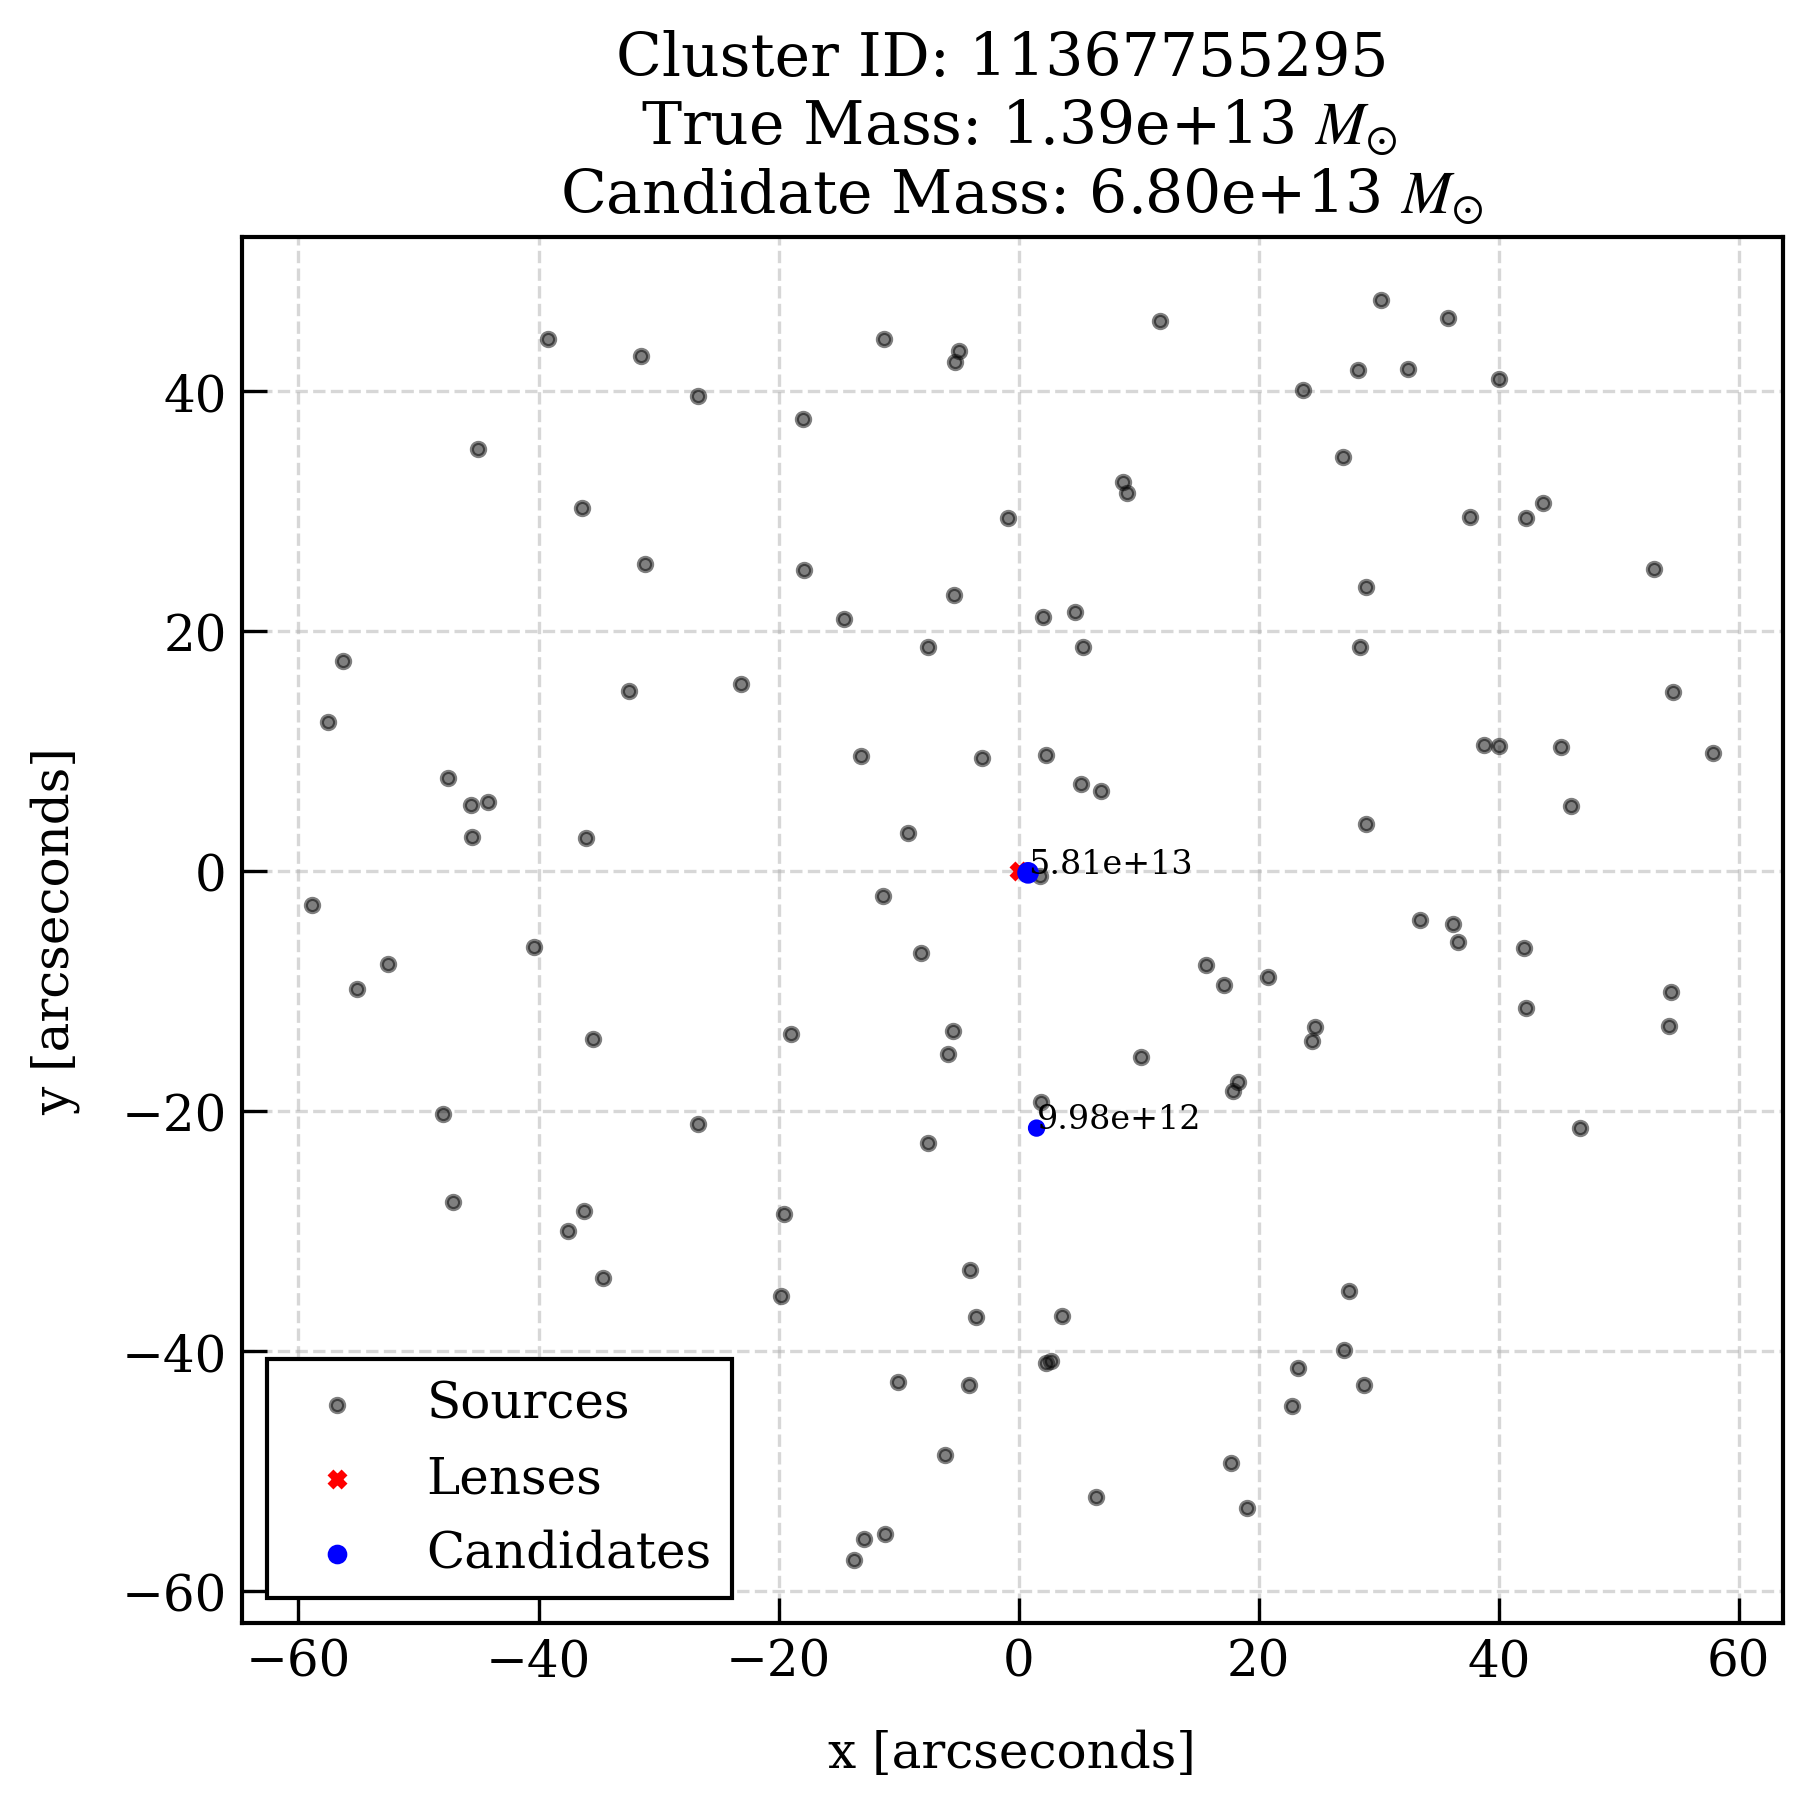 Cluster ID: 11367755295
True Mass: 1.39e+13 M⊙
Candidate Mass: 6.80e+13 M⊙
40
20
0
−20
−40
−60
y [arcseconds]
5.81e+13
9.98e+12
Sources
Lenses
Candidates
−60 −40 −20 0 20 40 60
x [arcseconds]